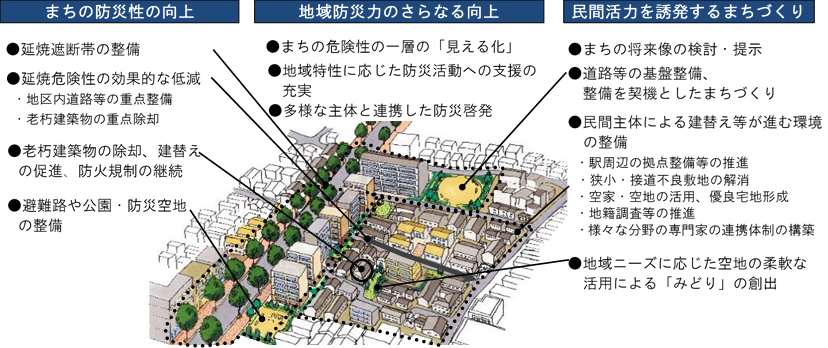 まちの防災性の向上
●延焼遮断帯の整備
●延焼危険性の効果的な低減
・地区内道路等の重点整備
・老朽建築物の重点除却
●老朽建築物の除却、建替え
の促進、防火規制の継続
●避難路や公園・防災空地
の整備
地域防災力のさらなる向上
●まちの危険性の一層の「見える化」
●地域特性に応じた防災活動への支援の
充実
●多様な主体と連携した防災啓発
民間活力を誘発するまちづくり
●まちの将来像の検討・提示
●道路等の基盤整備、
整備を契機としたまちづくり
●民間主体による建替え等が進む環境
の整備
・駅周辺の拠点整備等の推進
・狭小・接道不良敷地の解消
・空家・空地の活用、優良宅地形成
・地籍調査等の推進
・様々な分野の専門家の連携体制の構築
●地域ニーズに応じた空地の柔軟な
活用による「みどり」の創出